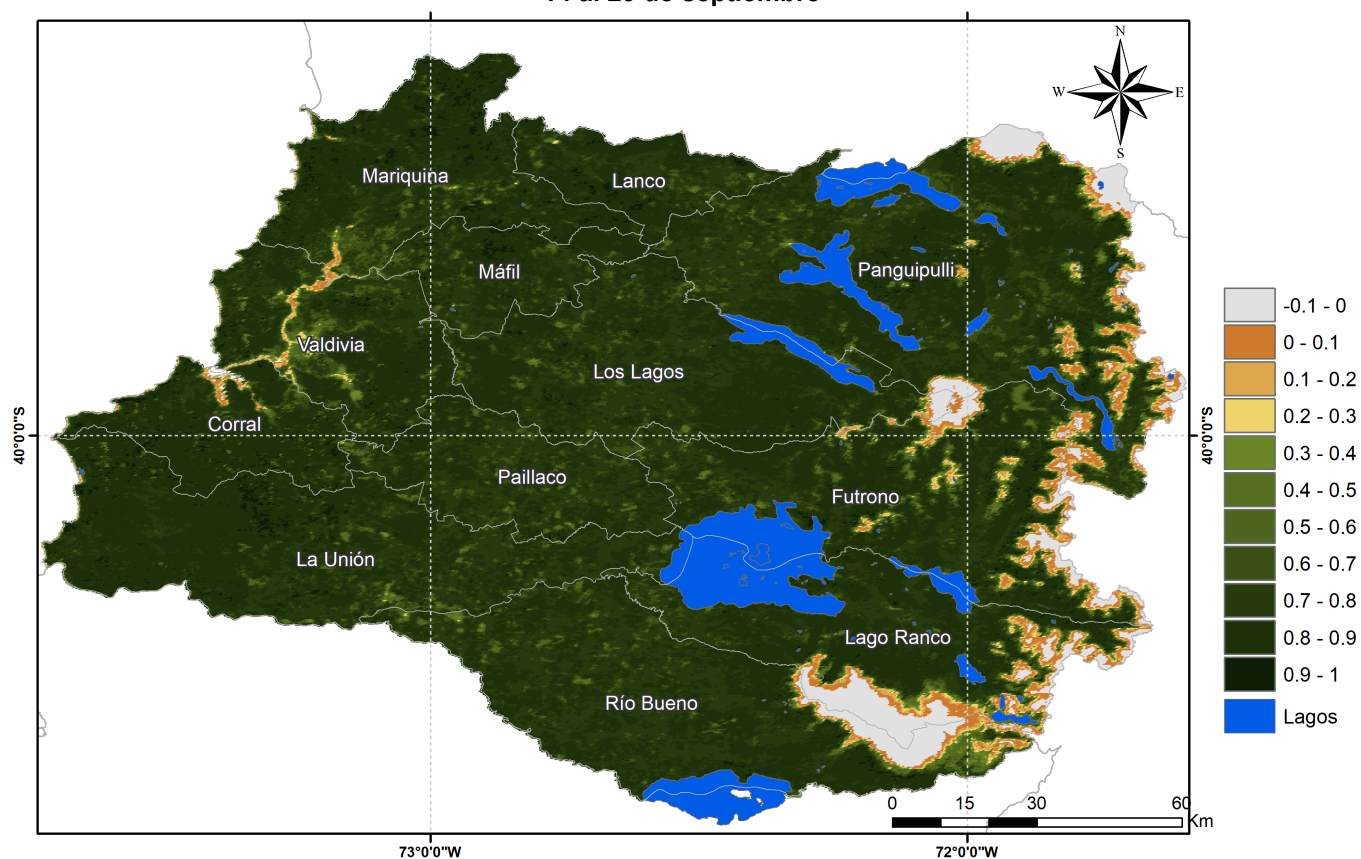 N
W E
S
Mariquina
Lanco
Máfil
Panguipulli
Valdivia
Los Lagos
Corral
Paillaco
Futrono
La Unión
Lago Ranco
Río Bueno
40°0'0"S
40°0'0"S
73°0'0"W
72°0'0"W
0 15 30 60
Km
-0.1 - 0
0 - 0.1
0.1 - 0.2
0.2 - 0.3
0.3 - 0.4
0.4 - 0.5
0.5 - 0.6
0.6 - 0.7
0.7 - 0.8
0.8 - 0.9
0.9 - 1
Lagos